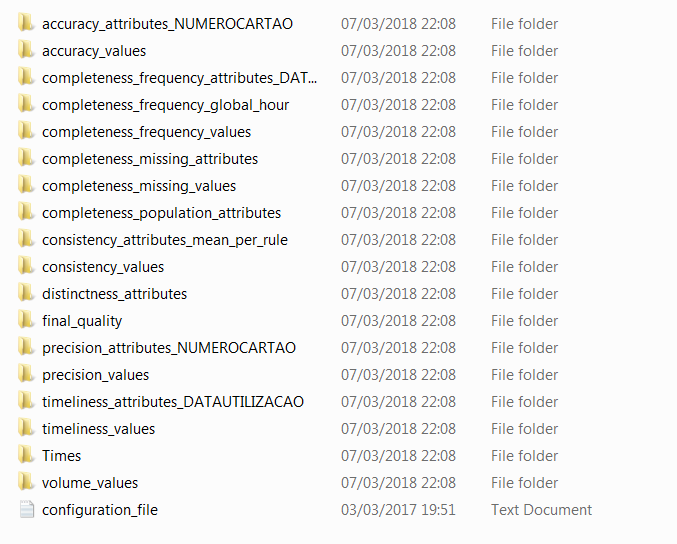 accuracy_attributes_NUMEROCARTAO 07/03/2018 22:08 File folder
accuracy_values 07/03/2018 22:08 File folder
completeness_frequency_attributes_DAT... 07/03/2018 22:08 File folder
completeness_frequency_global_hour 07/03/2018 22:08 File folder
completeness_frequency_values 07/03/2018 22:08 File folder
completeness_missing_attributes 07/03/2018 22:08 File folder
completeness_missing_values 07/03/2018 22:08 File folder
completeness_population_attributes 07/03/2018 22:08 File folder
consistency_attributes_mean_per_rule 07/03/2018 22:08 File folder
consistency_values 07/03/2018 22:08 File folder
distinctness_attributes 07/03/2018 22:08 File folder
final_quality 07/03/2018 22:08 File folder
precision_attributes_NUMEROCARTAO 07/03/2018 22:08 File folder
precision_values 07/03/2018 22:08 File folder
timeliness_attributes_DATAUTILIZACAO 07/03/2018 22:08 File folder
timeliness_values 07/03/2018 22:08 File folder
Times 07/03/2018 22:08 File folder
volume_values 07/03/2018 22:08 File folder
configuration_file 03/03/2017 19:51 Text Document